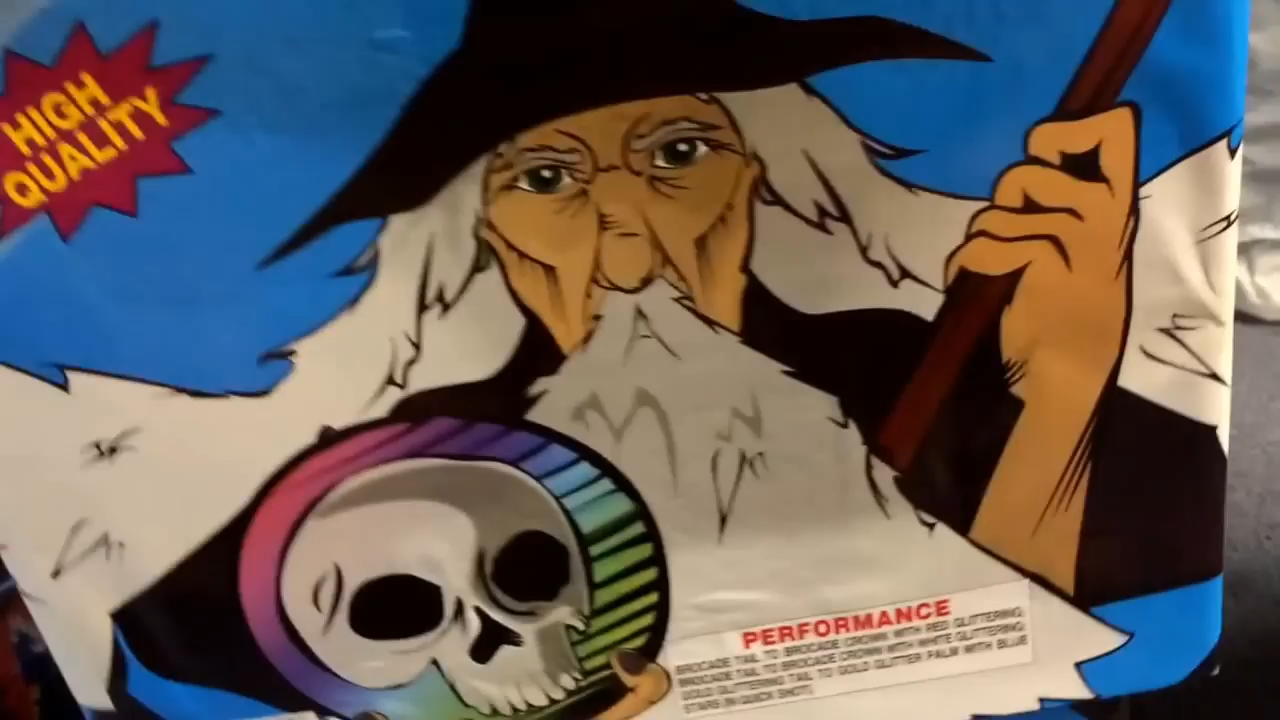 HIGH
QUALITY
PERFORMANCE
BROCADE TAIL TO BROCADE CROWN WITH RED GLITTERING
BROCADE TAIL TO BROCADE CROWN WITH WHITE GLITTERING
GOLD GLITTERING TAIL TO GOLD GLITTER PALM WITH BLUE
STARS IN QUICK SHOT!